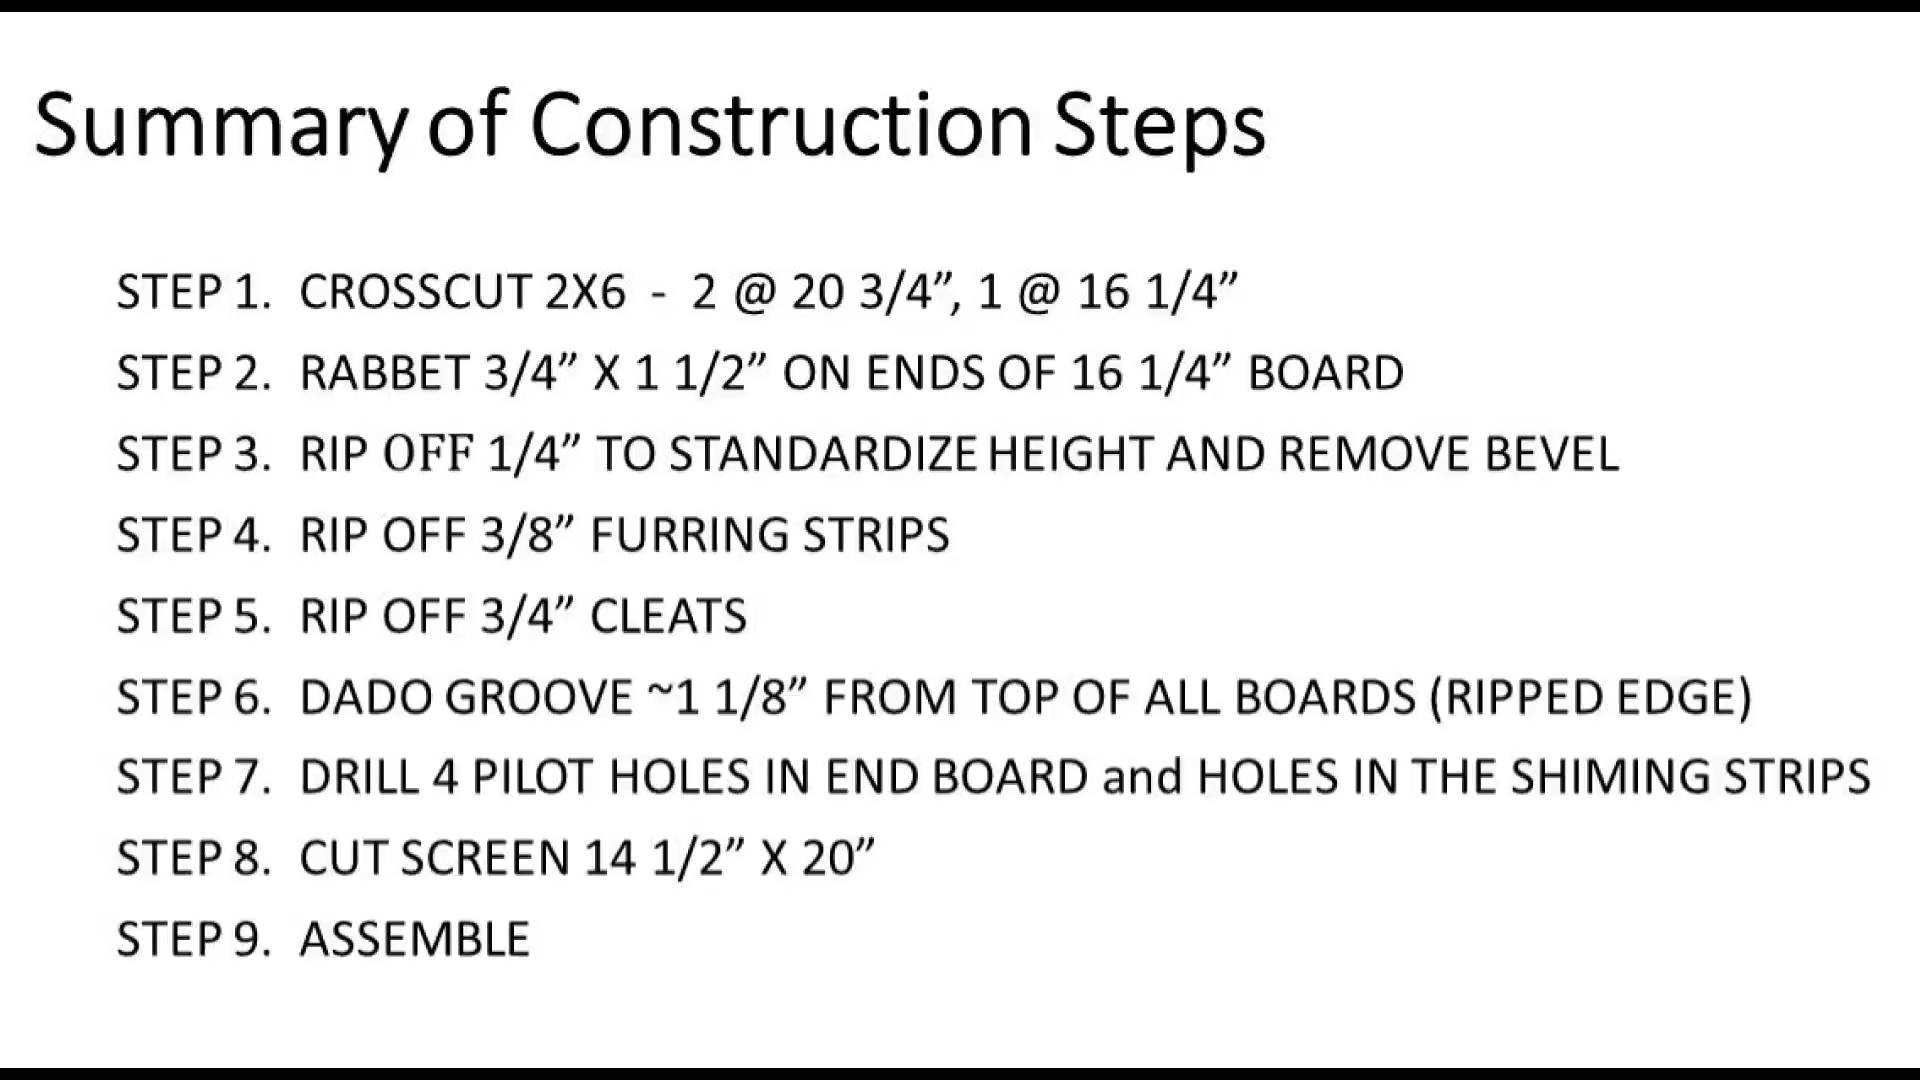 Summary of Construction Steps
STEP 1. CROSSCUT 2X6 - 2 @ 20 3/4”, 1 @ 16 1/4”
STEP 2. RABBET 3/4” X 1 1/2” ON ENDS OF 16 1/4” BOARD
STEP 3. RIP OFF 1/4” TO STANDARDIZE HEIGHT AND REMOVE BEVEL
STEP 4. RIP OFF 3/8” FURRING STRIPS
STEP 5. RIP OFF 3/4” CLEATS
STEP 6. DADO GROOVE ~1 1/8” FROM TOP OF ALL BOARDS (RIPPED EDGE)
STEP 7. DRILL 4 PILOT HOLES IN END BOARD and HOLES IN THE SHIMING STRIPS
STEP 8. CUT SCREEN 14 1/2” X 20”
STEP 9. ASSEMBLE